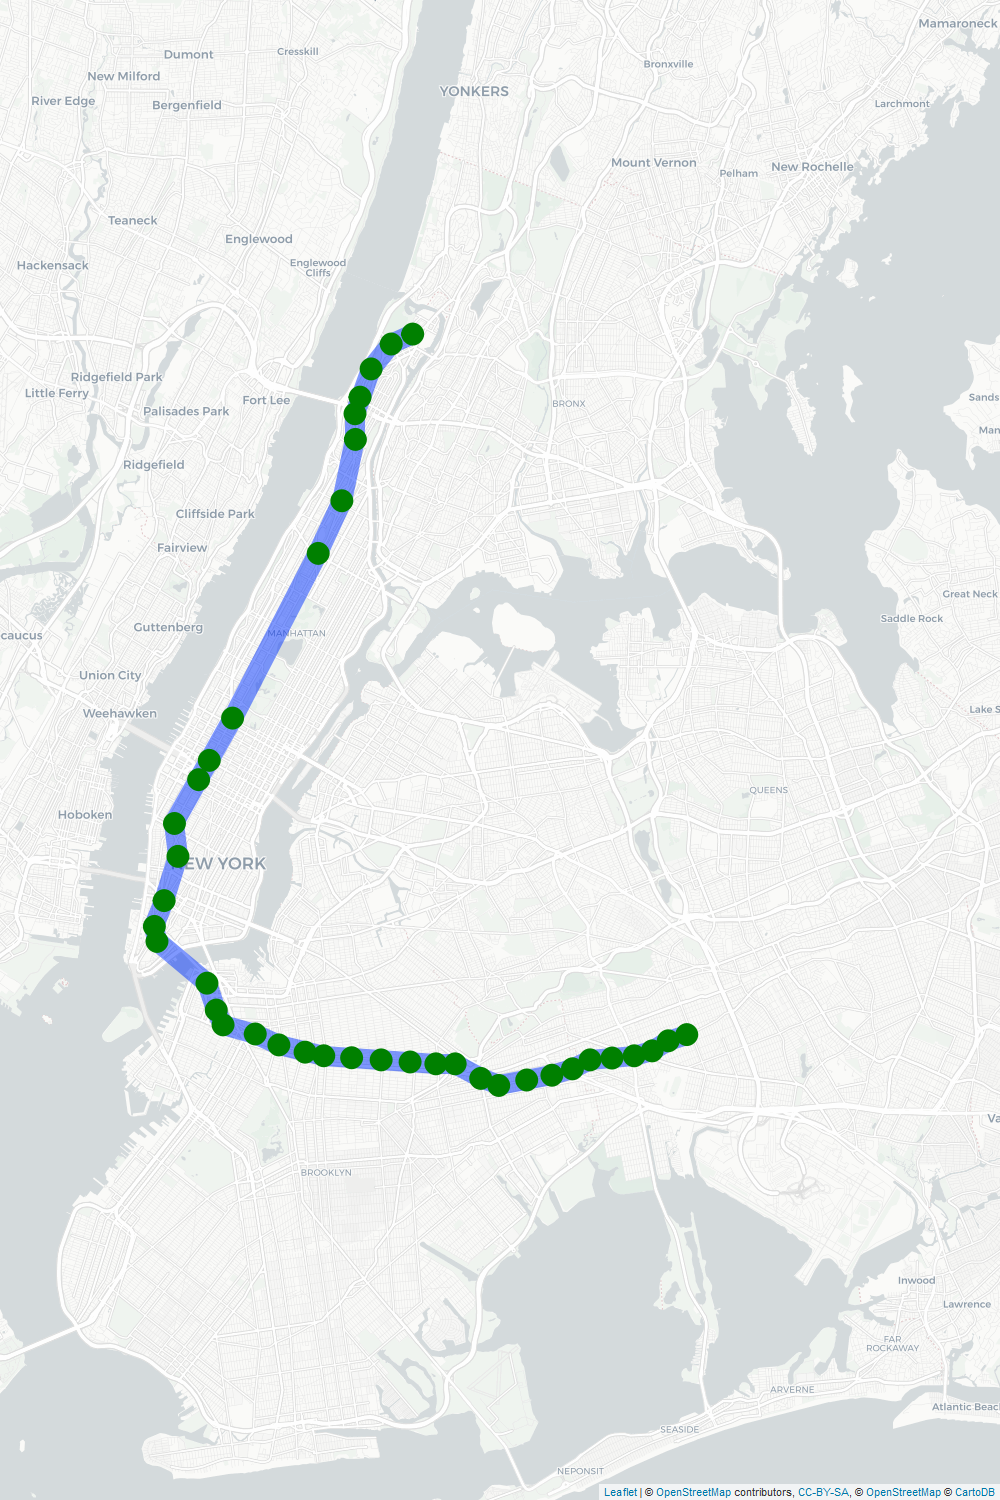 Mamaroneck
Dumont
Cresskill
Bronxville
New Milford
YONKERS
River Edge
Bergenfield
Larchmont
Mount Vernon
New Rochelle
Pelham
Teaneck
Englewood
Hackensack
Englewood
Cliffs
Ridgefield Park
Little Ferry
Fort Lee
Sands
Palisades Park
BRONX
Man
Ridgefield
Cliffside Park
Fairview
Great Neck
Saddle Rock
Guttenberg
MANHATTAN
caucus
Union City
Weehawken
Lake S
QUEENS
Hoboken
EW YORK
Va
BROOKLYN
Inwood
Lawrence
FAR
ROCKAWAY
ARVERNE
Atlantic Beac
SEASIDE
NEPONSIT
Leaflet | © OpenStreetMap contributors, CC-BY-SA, © OpenStreetMap © CartoDB